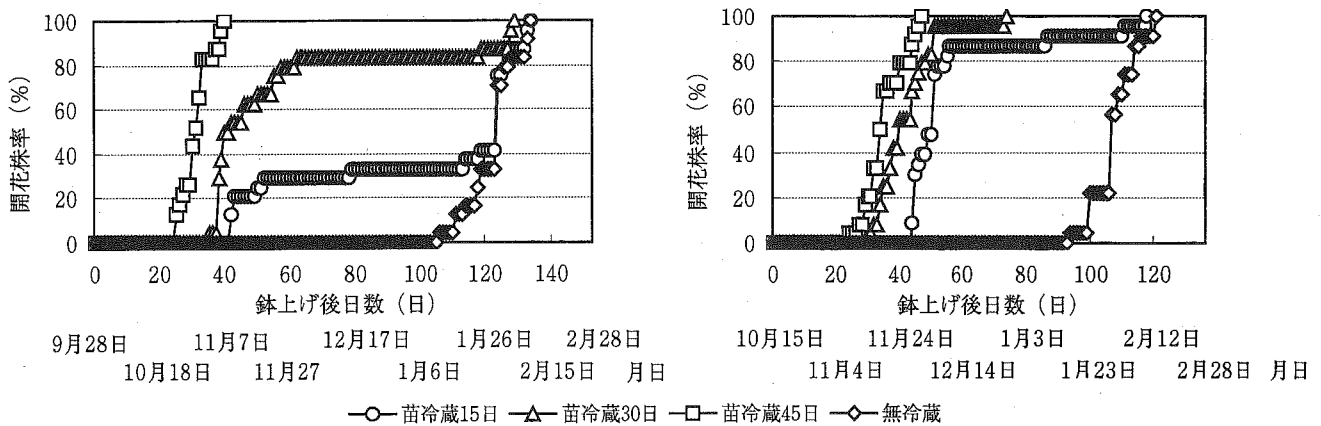 100
80
60
40
20
0
開花株率（%）
0 20 40 60 80 100 120 140
鉢上げ後日数（日）
9月28日 11月7日 12月17日 1月26日 2月28日
10月18日 11月27 1月6日 2月15日 月日
100
80
60
40
20
0
開花株率（%）
0 20 40 60 80 100 120
鉢上げ後日数（日）
10月15日 11月24日 1月3日 2月12日
11月4日 12月14日 1月23日 2月28日 月日
苗冷蔵15日 苗冷蔵30日 苗冷蔵45日 無冷蔵